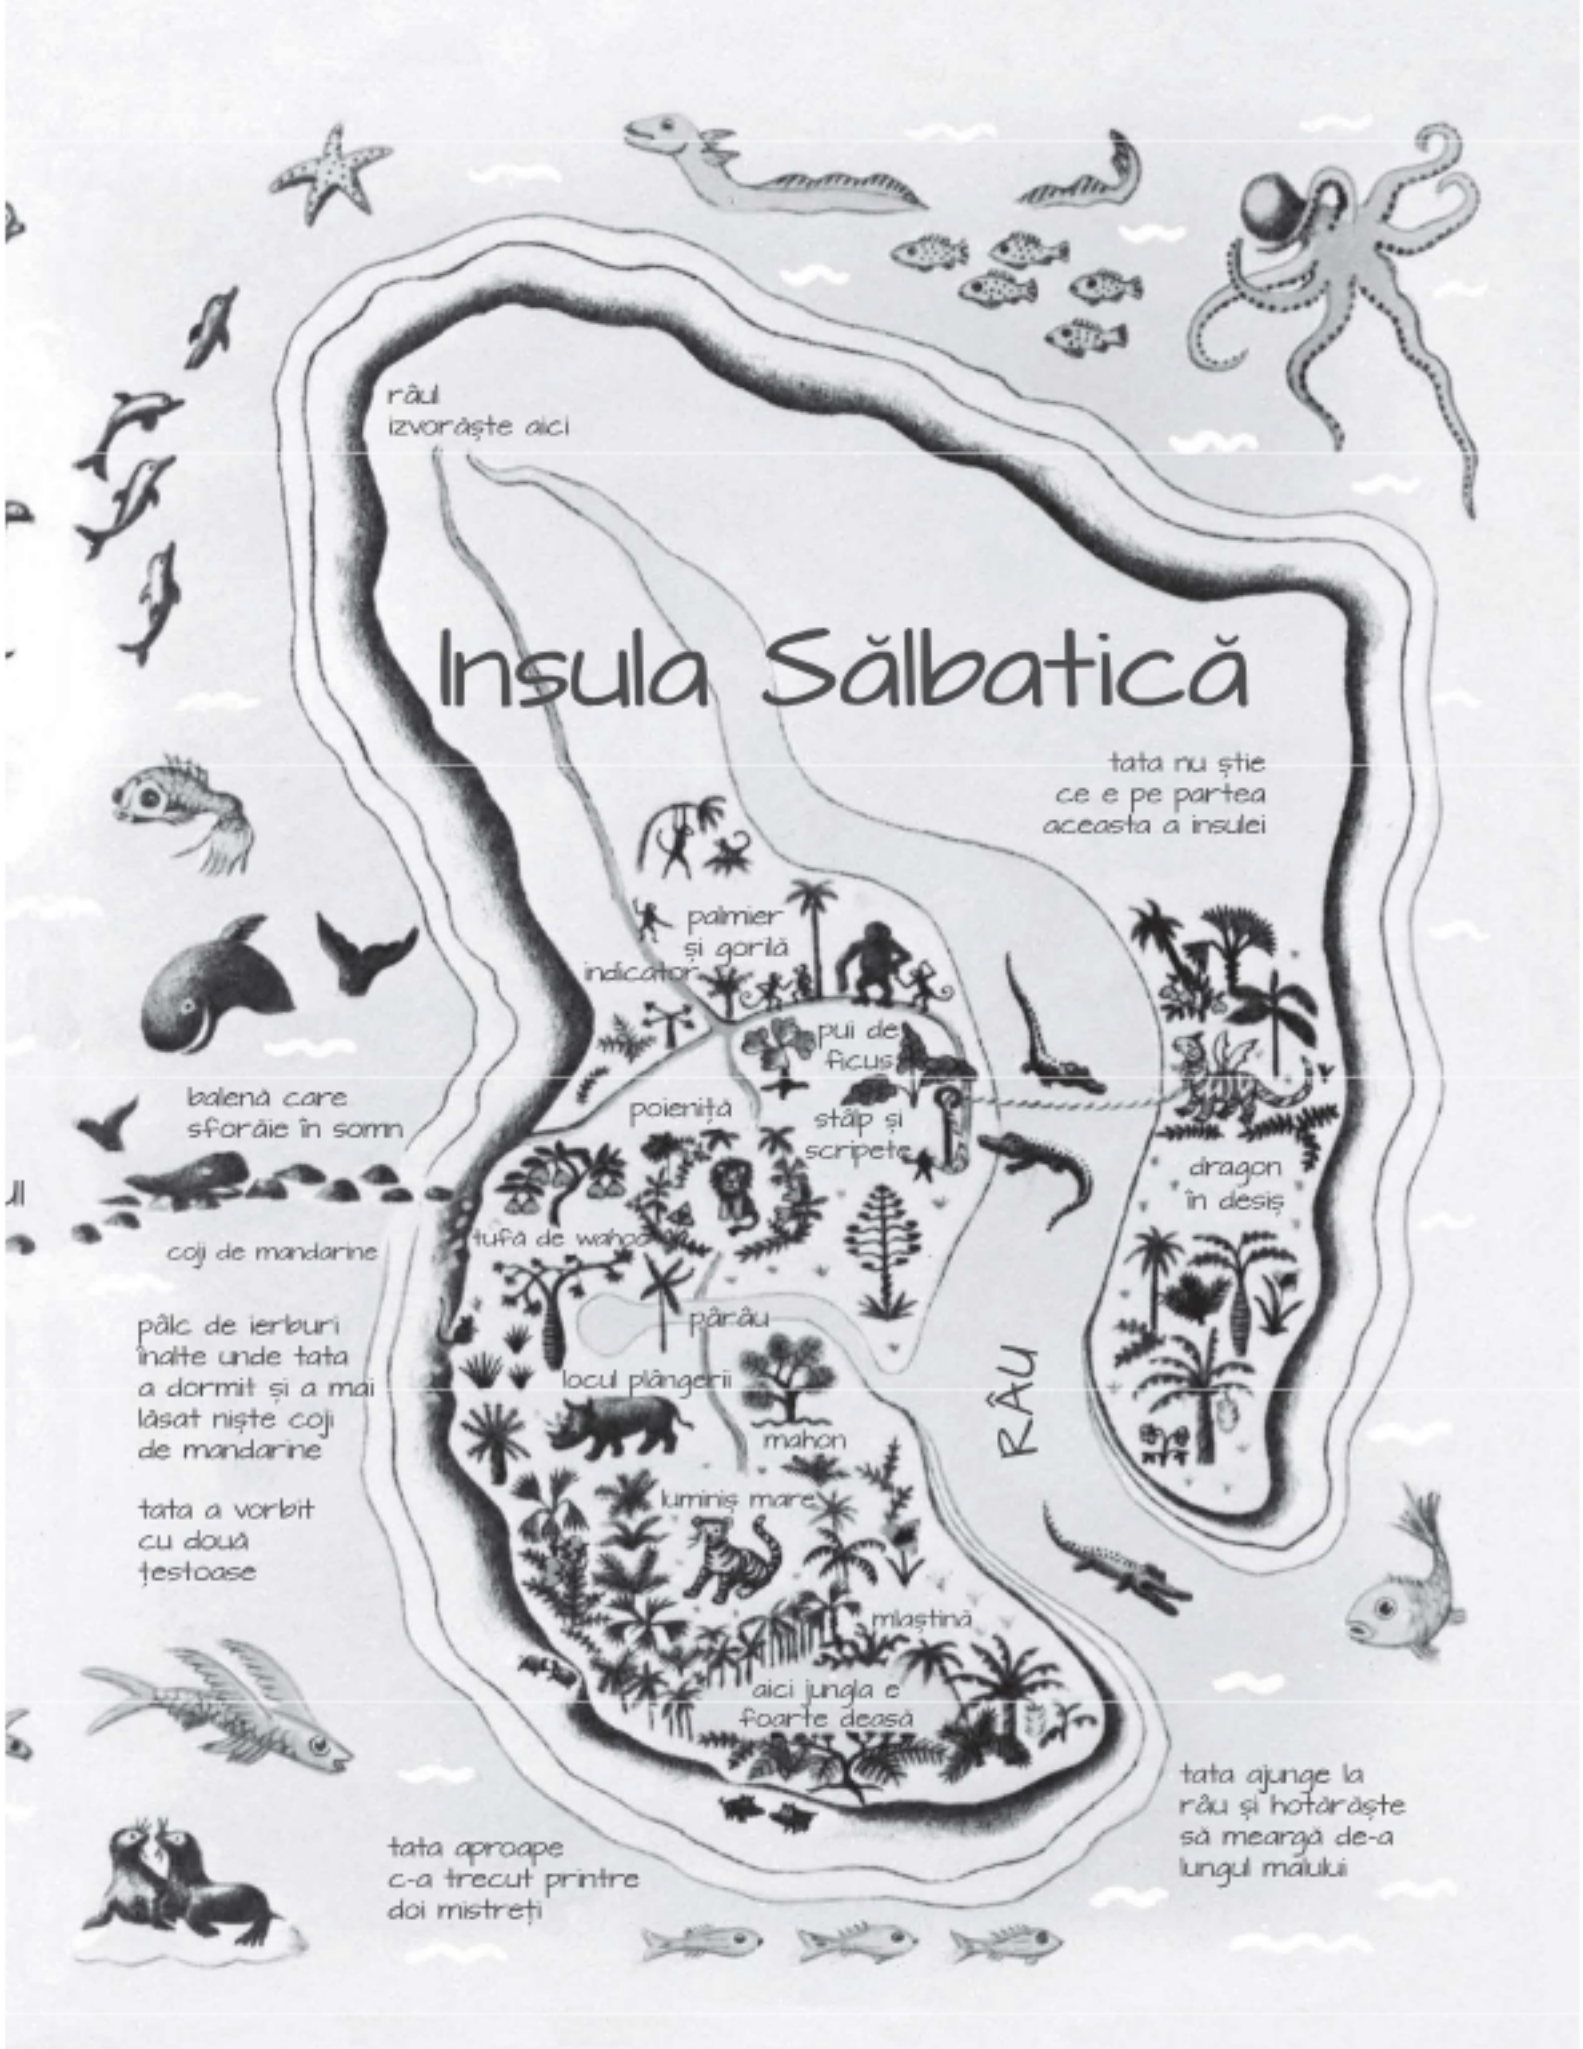 râul
izvorăște aici
Insula Sălbatică
tata nu știe
ce e pe partea
aceasta a insulei
palmier
și gorilă
indicator
pui de
ficus
balenă care
sforăie în somn
poieniță
stâlp și
scripete
dragon
în desiș
coji de mandarine
tufă de wahoo
pâlc de ierburi
înalte unde tata
a dormit și a mai
lăsat niște coji
de mandarine
pârâu
locul plângerii
RÂU
mahon
luminiș mare
tata a vorbit
cu două
țestoase
mlaștină
aici jungla e
foarte deasă
tata ajunge la
râu și hotărăște
să meargă de-a
lungul malului
tata aproape
c-a trecut printre
doi mistreți